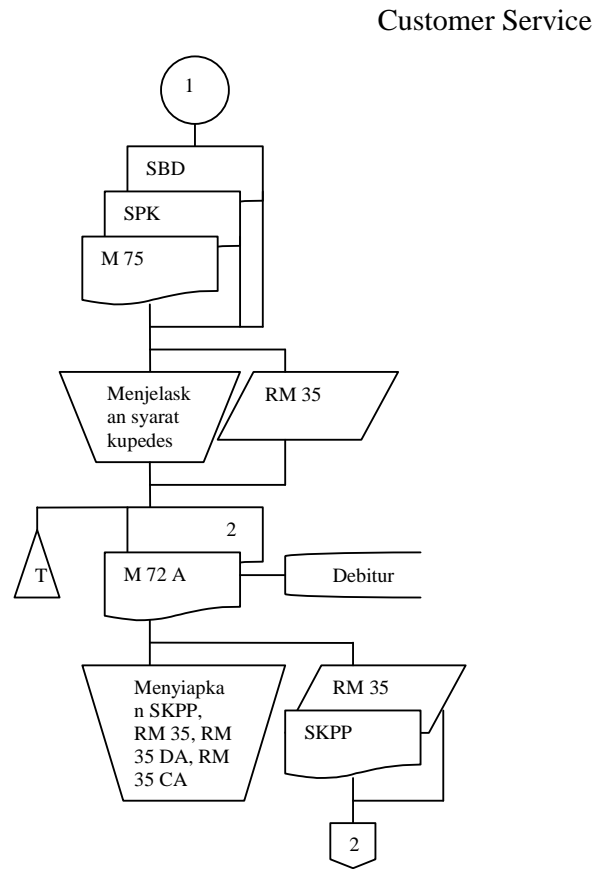 Customer Service
1
SBD
SPK
M 75
Menjelask
an syarat
kupedes
RM 35
2
T
M 72 A
Debitur
Menyiapka
n SKPP,
RM 35, RM
35 DA, RM
35 CA
RM 35
SKPP
2